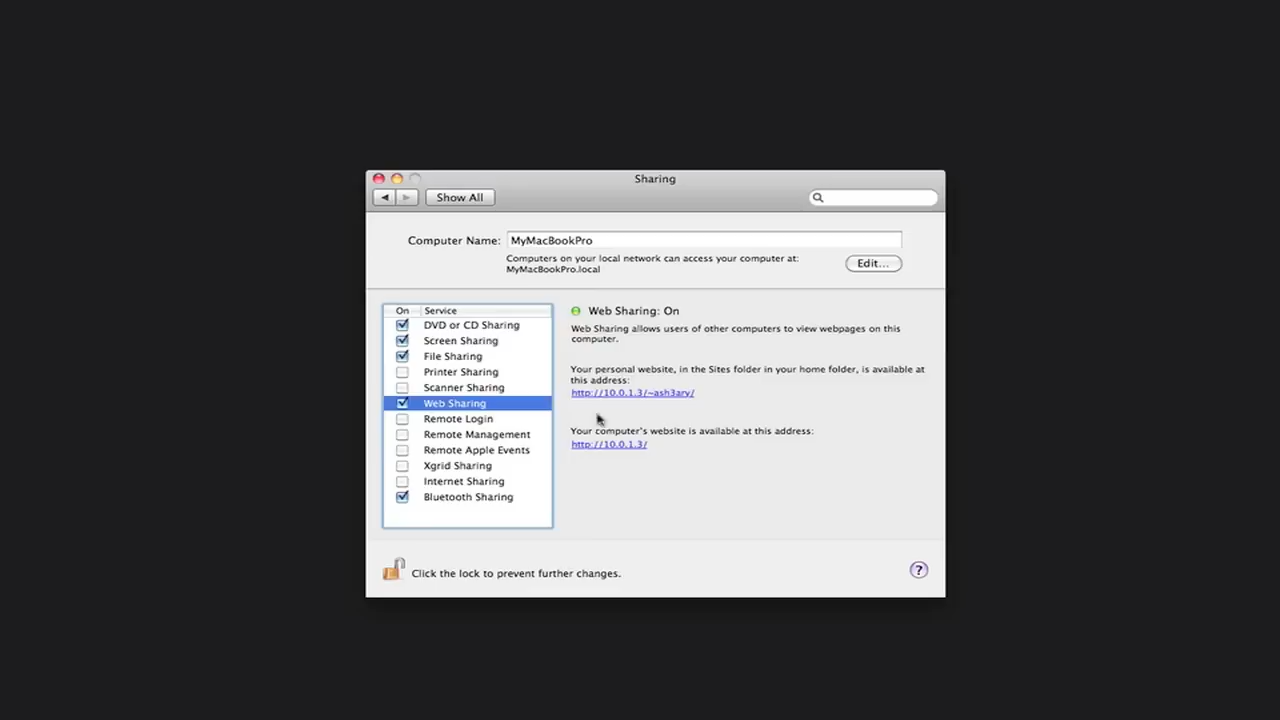 Sharing
Show All
Computer Name: MyMacBookPro
Computers on your local network can access your computer at:
MyMacBookPro.local
Edit...
On Service
DVD or CD Sharing
Screen Sharing
File Sharing
Printer Sharing
Scanner Sharing
Web Sharing
Remote Login
Remote Management
Remote Apple Events
Xgrid Sharing
Internet Sharing
Bluetooth Sharing
Web Sharing: On
Web Sharing allows users of other computers to view webpages on this
computer.
Your personal website, in the Sites folder in your home folder, is available at
this address:
http://10.0.1.3/~ash3ary/
Your computer's website is available at this address:
http://10.0.1.3/
Click the lock to prevent further changes.
?